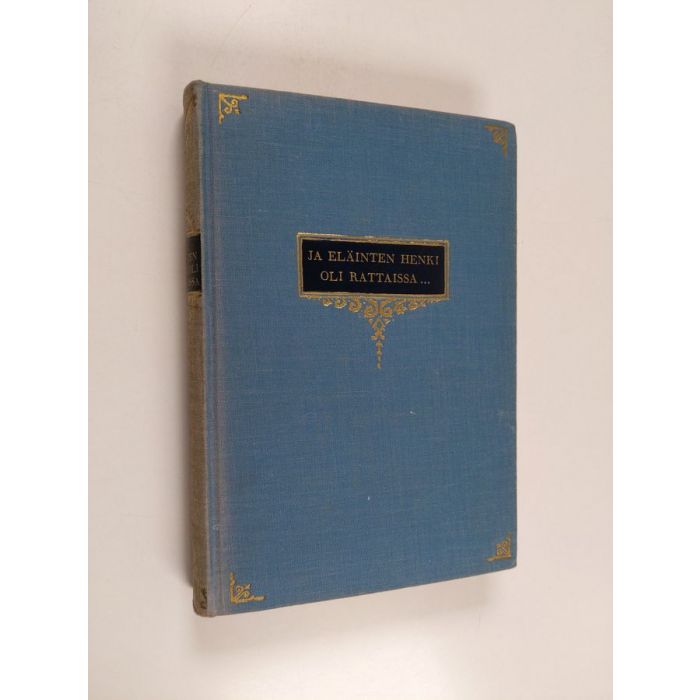 JA ELÄINTEN HENKI
OLI RATTAISSA ...